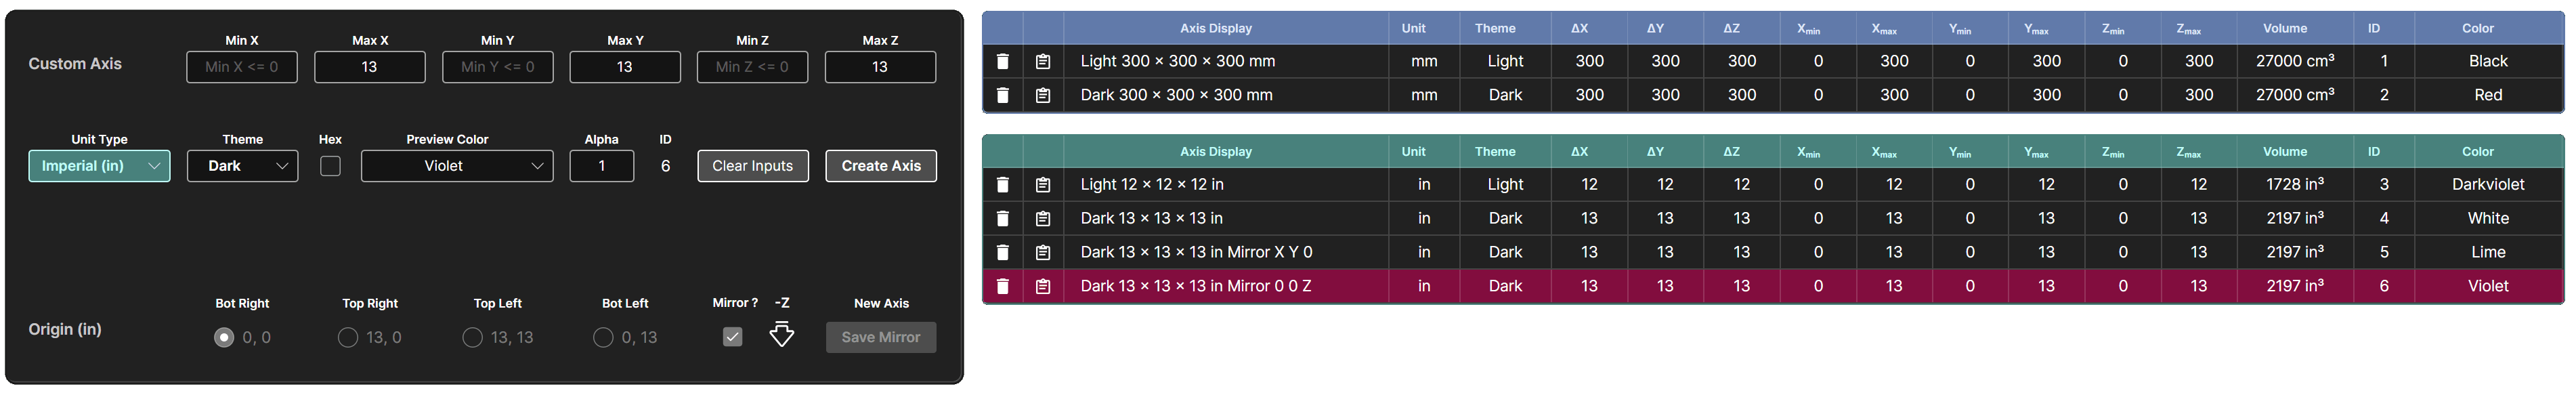 Min X Max X Min Y Max Y Min Z Max Z
Custom Axis Min X <= 0 13 Min Y <= 0 13 Min Z <= 0 13
Unit Type Theme Hex Preview Color Alpha ID
Imperial (in) Dark Violet 1 6 Clear Inputs Create Axis
Bot Right Top Right Top Left Bot Left Mirror ? -Z New Axis
Origin (in) 0, 0 13, 0 13, 13 0, 13 Save Mirror
Axis Display Unit Theme ΔX ΔY ΔZ Xmin Xmax Ymin Ymax Zmin Zmax Volume ID Color
Light 300 × 300 × 300 mm mm Light 300 300 300 0 300 0 300 0 300 27000 cm³ 1 Black
Dark 300 × 300 × 300 mm mm Dark 300 300 300 0 300 0 300 0 300 27000 cm³ 2 Red
Axis Display Unit Theme ΔX ΔY ΔZ Xmin Xmax Ymin Ymax Zmin Zmax Volume ID Color
Light 12 × 12 × 12 in in Light 12 12 12 0 12 0 12 0 12 1728 in³ 3 Darkviolet
Dark 13 × 13 × 13 in in Dark 13 13 13 0 13 0 13 0 13 2197 in³ 4 White
Dark 13 × 13 × 13 in Mirror X Y 0 in Dark 13 13 13 0 13 0 13 0 13 2197 in³ 5 Lime
Dark 13 × 13 × 13 in Mirror 0 0 Z in Dark 13 13 13 0 13 0 13 0 13 2197 in³ 6 Violet